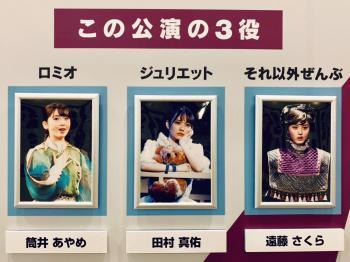 この公演の3役
ロミオ
ジュリエット
それ以外ぜんぶ
筒井 あやめ
田村 真佑
遠藤 さくら